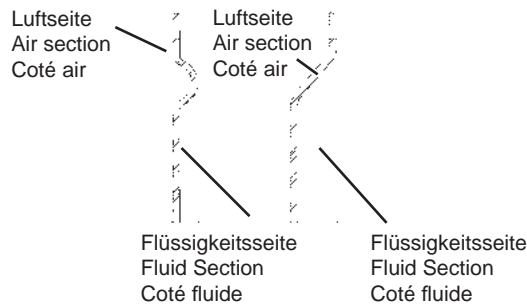 Luftseite
Air section
Coté air
Luftseite
Air section
Coté air
Flüssigkeitsseite
Fluid Section
Coté fluide
Flüssigkeitsseite
Fluid Section
Coté fluide